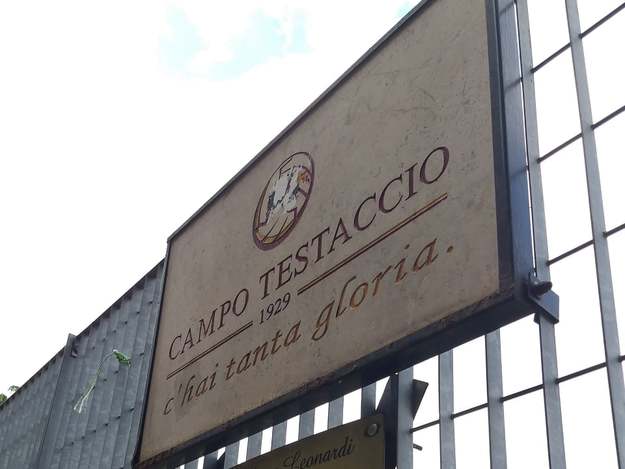 CAMPO TESTACCIO
1929
c'hai tanta gloria.
Leonardi